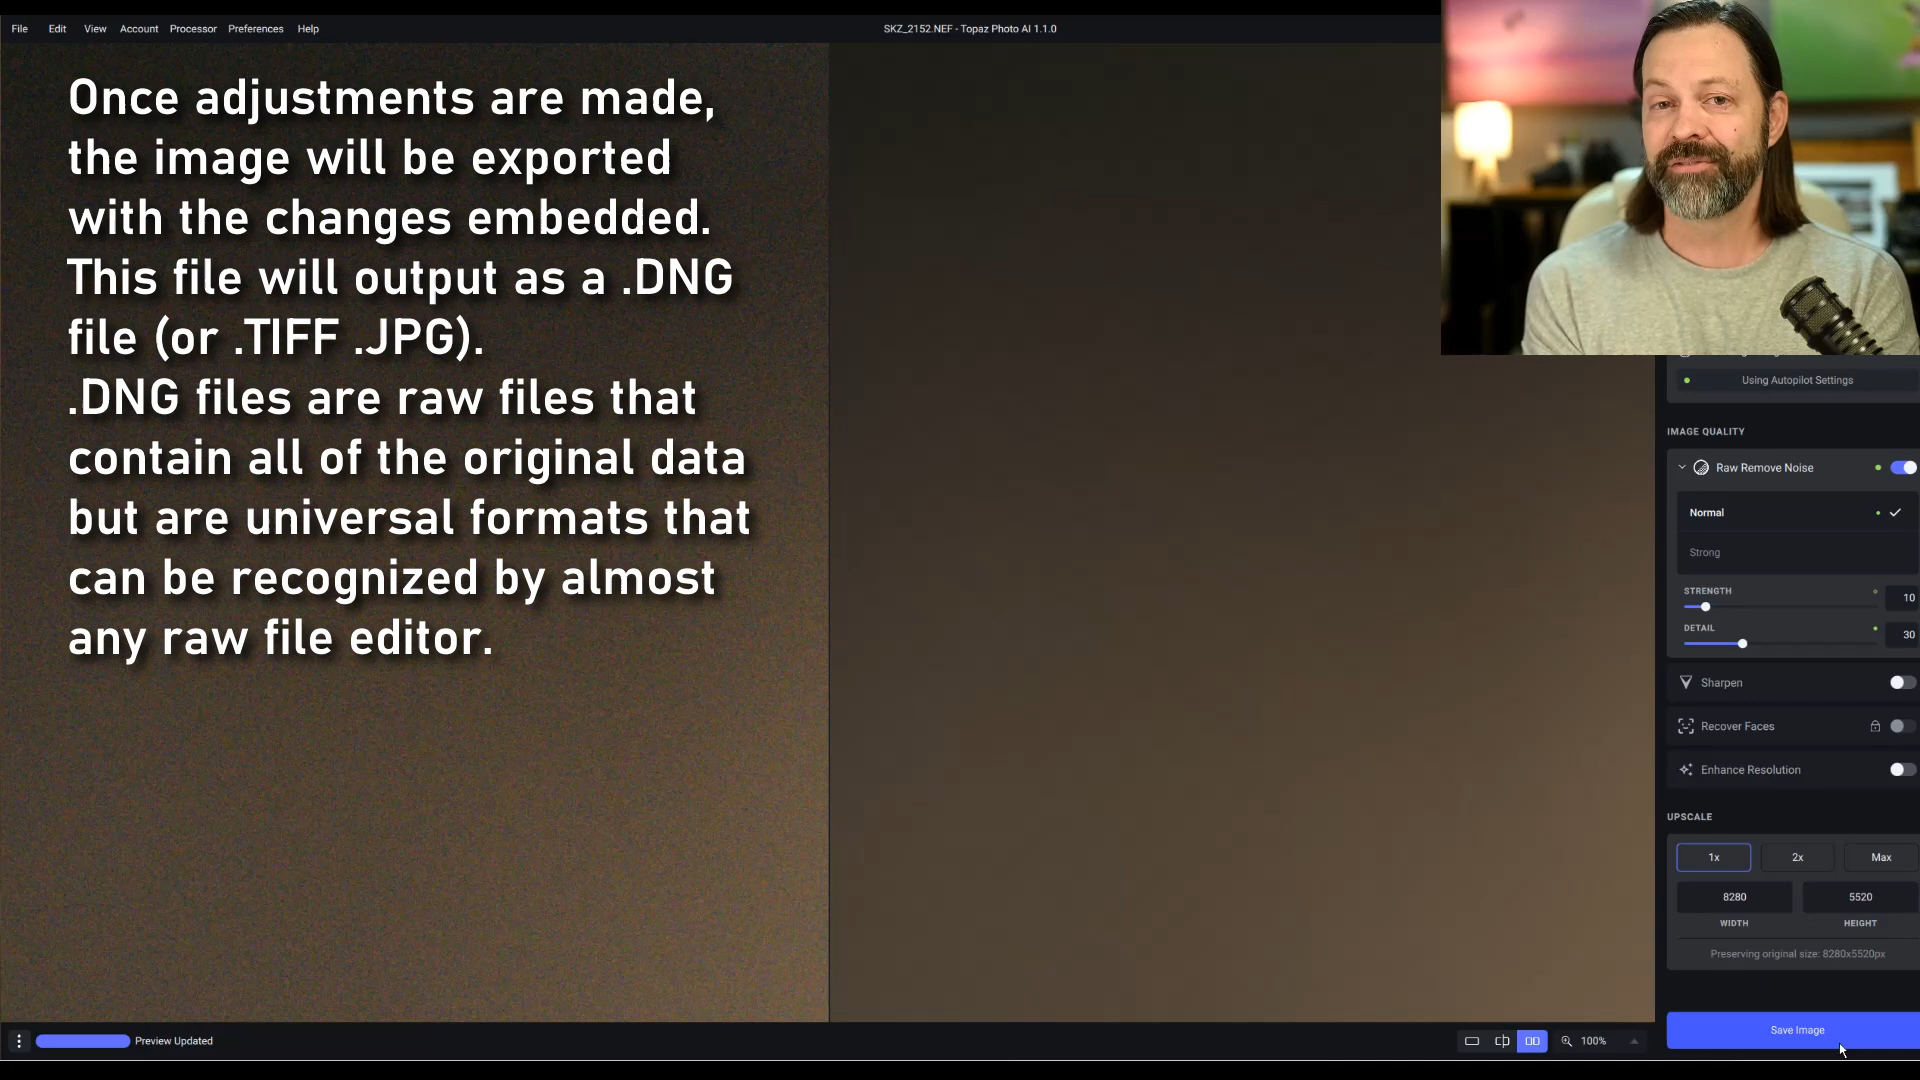 File Edit View Account Processor Preferences Help
SKZ_2152.NEF - Topaz Photo AI 1.1.0
Once adjustments are made,
the image will be exported
with the changes embedded.
This file will output as a .DNG
file (or .TIFF .JPG).
.DNG files are raw files that
contain all of the original data
but are universal formats that
can be recognized by almost
any raw file editor.
Using Autopilot Settings
IMAGE QUALITY
Raw Remove Noise
Normal
Strong
STRENGTH
10
DETAIL
30
Sharpen
Recover Faces
Enhance Resolution
UPSCALE
1x 2x Max
8280 5520
WIDTH HEIGHT
Preserving original size: 8280x5520px
Save Image
Preview Updated
100%